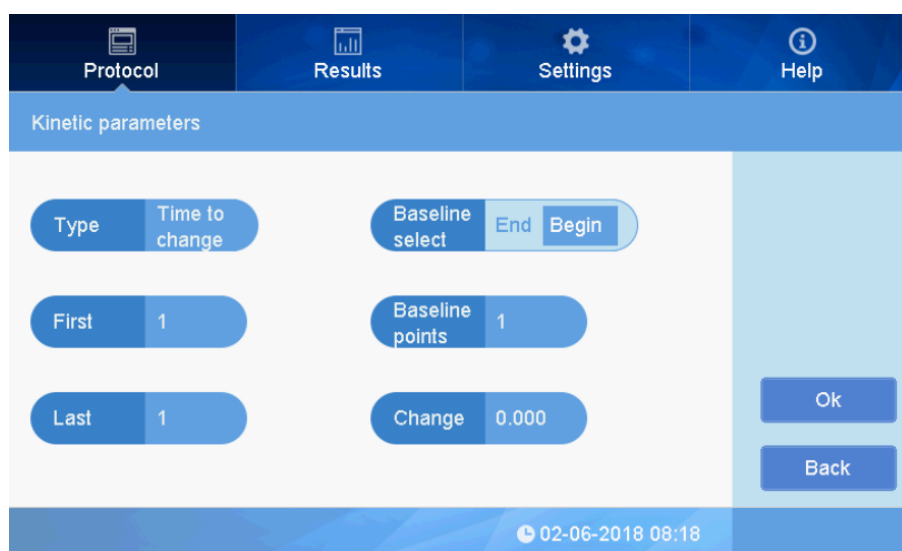 Protocol
Results
Settings
Help
Kinetic parameters
Type
Time to
change
Baseline
select
End
Begin
First
1
Baseline
points
1
Last
1
Change
0.000
Ok
Back
02-06-2018 08:18